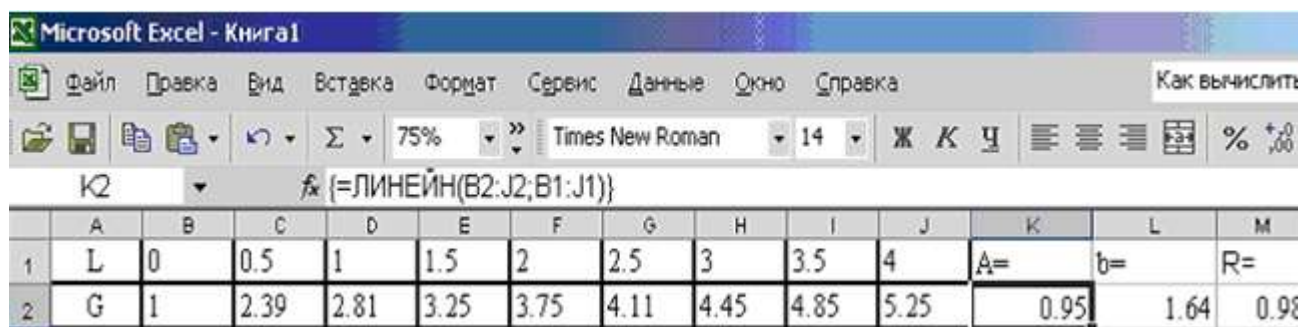 Microsoft Excel - Книга1
Файл Правка Вид Вставка Формат Сервис Данные Окно Справка Как вычислить
Σ 75% » Times New Roman 14 Ж К Ч % ,00
K2 fx {=ЛИНЕЙН(B2:J2;B1:J1)}
A B C D E F G H I J K L M
1 L 0 0.5 1 1.5 2 2.5 3 3.5 4 A= b= R=
2 G 1 2.39 2.81 3.25 3.75 4.11 4.45 4.85 5.25 0.95 1.64 0.98